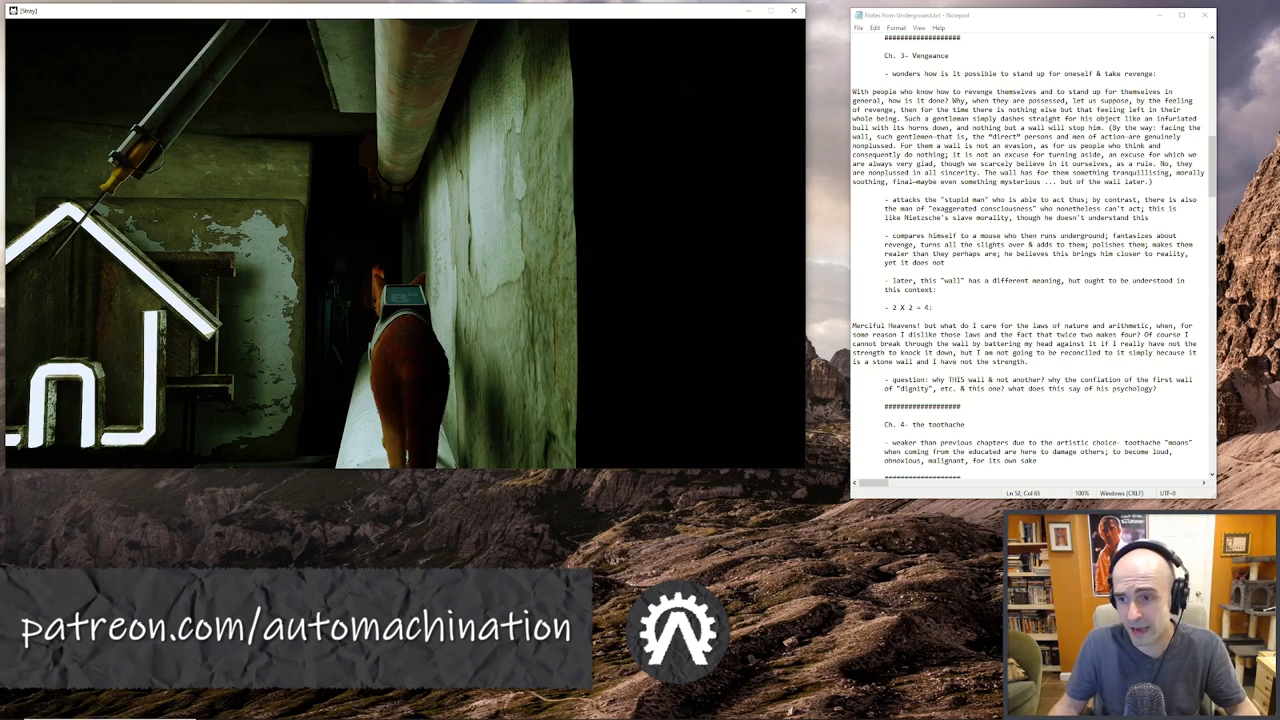 [Stray]
B12
nJ
Notes from Underground.txt - Notepad
File Edit Format View Help
###################
Ch. 3- Vengeance
- wonders how is it possible to stand up for oneself & take revenge:
With people who know how to revenge themselves and to stand up for themselves in
general, how is it done? Why, when they are possessed, let us suppose, by the feeling
of revenge, then for the time there is nothing else but that feeling left in their
whole being. Such a gentleman simply dashes straight for his object like an infuriated
bull with its horns down, and nothing but a wall will stop him. (By the way: facing the
wall, such gentlemen—that is, the "direct" persons and men of action—are genuinely
nonplussed. For them a wall is not an evasion, as for us people who think and
consequently do nothing; it is not an excuse for turning aside, an excuse for which we
are always very glad, though we scarcely believe in it ourselves, as a rule. No, they
are nonplussed in all sincerity. The wall has for them something tranquillising, morally
soothing, final—maybe even something mysterious ... but of the wall later.)
- attacks the "stupid man" who is able to act thus; by contrast, there is also
the man of "exaggerated consciousness" who nonetheless can't act; this is
like Nietzsche's slave morality, though he doesn't understand this
- compares himself to a mouse who then runs underground; fantasizes about
revenge, turns all the slights over & adds to them; polishes them; makes them
realer than they perhaps are; he believes this brings him closer to reality,
yet it does not
- later, this "wall" has a different meaning, but ought to be understood in
this context:
- 2 X 2 = 4:
Merciful Heavens! but what do I care for the laws of nature and arithmetic, when, for
some reason I dislike those laws and the fact that twice two makes four? Of course I
cannot break through the wall by battering my head against it if I really have not the
strength to knock it down, but I am not going to be reconciled to it simply because it
is a stone wall and I have not the strength.
- question: why THIS wall & not another? why the conflation of the first wall
of "dignity", etc. & this one? what does this say of his psychology?
###################
Ch. 4- the toothache
- weaker than previous chapters due to the artistic choice- toothache "moans"
when coming from the educated are here to damage others; to become loud,
obnoxious, malignant, for its own sake
###################
Ln 52, Col 65 100% Windows (CRLF) UTF-8
patreon.com/automachination